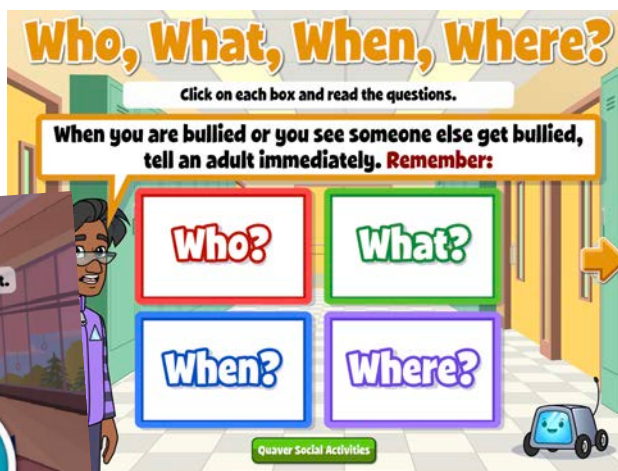 Who, What, When, Where?
Click on each box and read the questions.
When you are bullied or you see someone else get bullied,
tell an adult immediately. Remember:
Who?
What?
When?
Where?
Quaver Social Activities